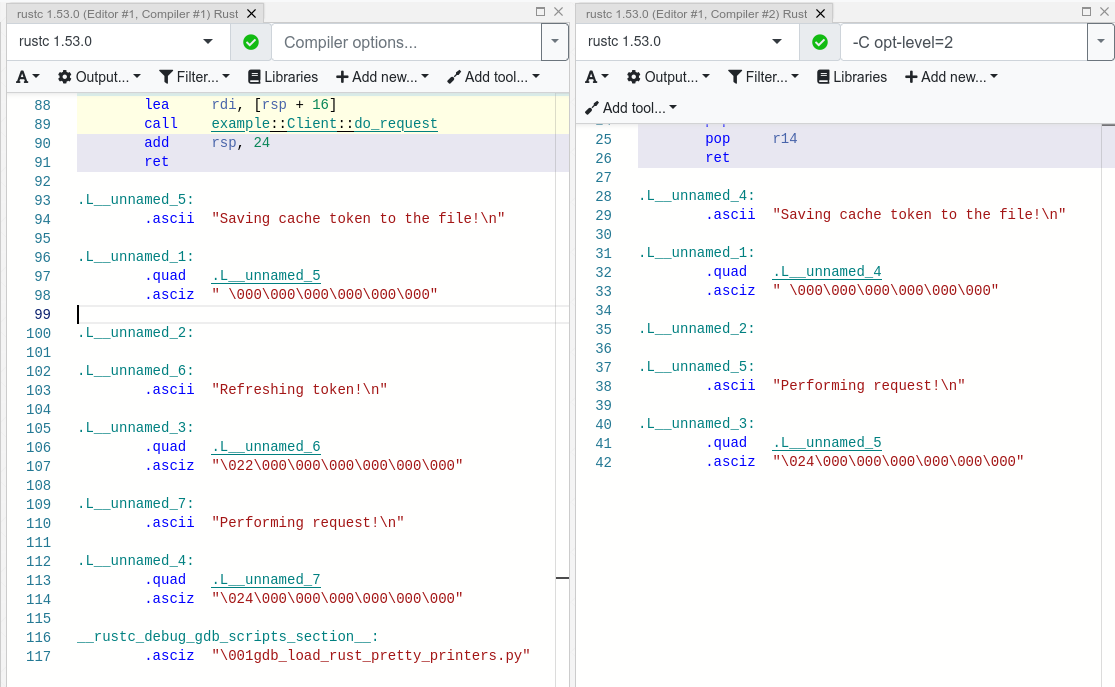 rustc 1.53.0 (Editor #1, Compiler #1) Rust
rustc 1.53.0
Compiler options...
A
Output...
Filter...
Libraries
Add new...
Add tool...
88 lea rdi, [rsp + 16]
89 call example::Client::do_request
90 add rsp, 24
91 ret
92
93 .L__unnamed_5:
94 .ascii "Saving cache token to the file!\n"
95
96 .L__unnamed_1:
97 .quad .L__unnamed_5
98 .asciz " \000\000\000\000\000\000"
99
100 .L__unnamed_2:
101
102 .L__unnamed_6:
103 .ascii "Refreshing token!\n"
104
105 .L__unnamed_3:
106 .quad .L__unnamed_6
107 .asciz "\022\000\000\000\000\000\000"
108
109 .L__unnamed_7:
110 .ascii "Performing request!\n"
111
112 .L__unnamed_4:
113 .quad .L__unnamed_7
114 .asciz "\024\000\000\000\000\000\000"
115
116 __rustc_debug_gdb_scripts_section__:
117 .asciz "\001gdb_load_rust_pretty_printers.py"
rustc 1.53.0 (Editor #1, Compiler #2) Rust
rustc 1.53.0
-C opt-level=2
A
Output...
Filter...
Libraries
Add new...
Add tool...
25 pop r14
26 ret
27
28 .L__unnamed_4:
29 .ascii "Saving cache token to the file!\n"
30
31 .L__unnamed_1:
32 .quad .L__unnamed_4
33 .asciz " \000\000\000\000\000\000"
34
35 .L__unnamed_2:
36
37 .L__unnamed_5:
38 .ascii "Performing request!\n"
39
40 .L__unnamed_3:
41 .quad .L__unnamed_5
42 .asciz "\024\000\000\000\000\000\000"